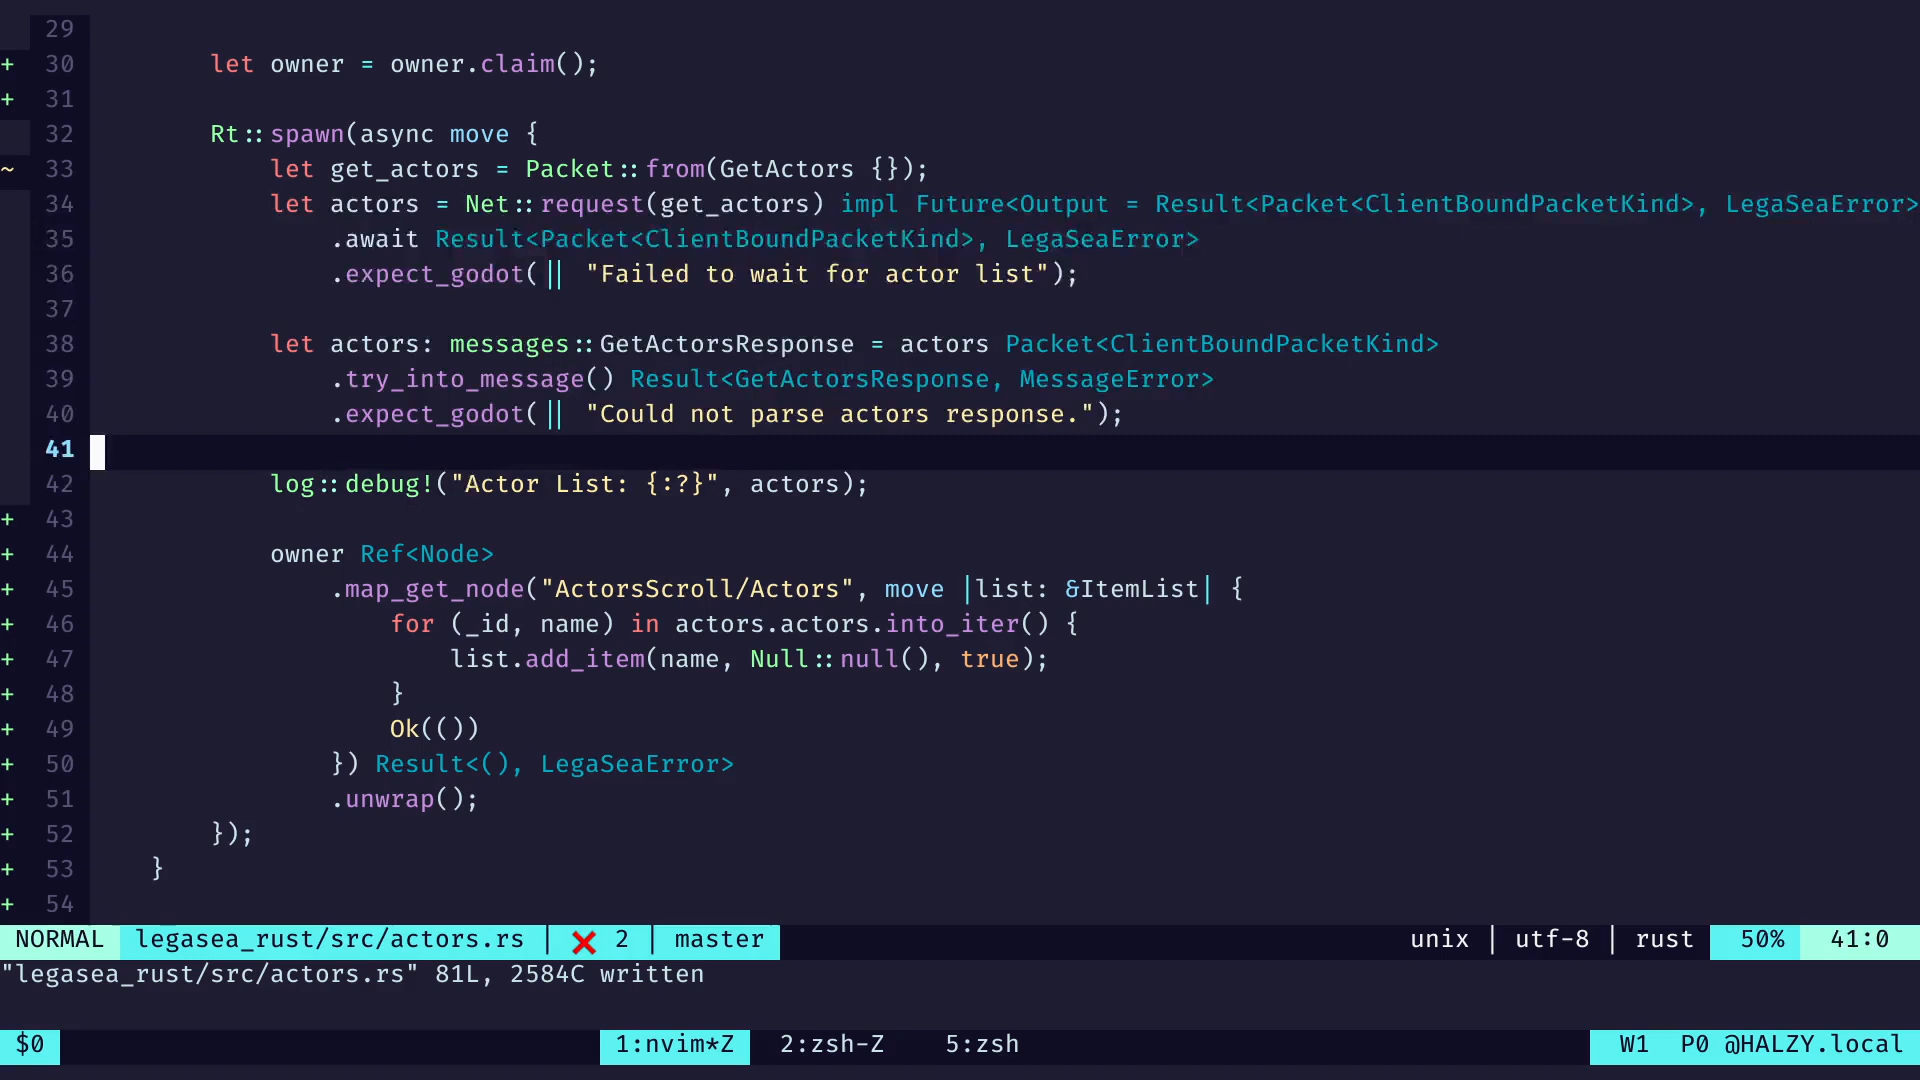 29
+ 30 let owner = owner.claim();
+ 31
32 Rt::spawn(async move {
~ 33 let get_actors = Packet::from(GetActors {});
34 let actors = Net::request(get_actors) impl Future<Output = Result<Packet<ClientBoundPacketKind>, LegaSeaError>
35 .await Result<Packet<ClientBoundPacketKind>, LegaSeaError>
36 .expect_godot(|| "Failed to wait for actor list");
37
38 let actors: messages::GetActorsResponse = actors Packet<ClientBoundPacketKind>
39 .try_into_message() Result<GetActorsResponse, MessageError>
40 .expect_godot(|| "Could not parse actors response.");
41
42 log::debug!("Actor List: {:?}", actors);
+ 43
+ 44 owner Ref<Node>
+ 45 .map_get_node("ActorsScroll/Actors", move |list: &ItemList| {
+ 46 for (_id, name) in actors.actors.into_iter() {
+ 47 list.add_item(name, Null::null(), true);
+ 48 }
+ 49 Ok(())
+ 50 }) Result<(), LegaSeaError>
+ 51 .unwrap();
+ 52 });
+ 53 }
+ 54
NORMAL legasea_rust/src/actors.rs | ❌ 2 | master unix | utf-8 | rust 50% 41:0
"legasea_rust/src/actors.rs" 81L, 2584C written
$0 1:nvim*Z 2:zsh-Z 5:zsh W1 P0 @HALZY.local